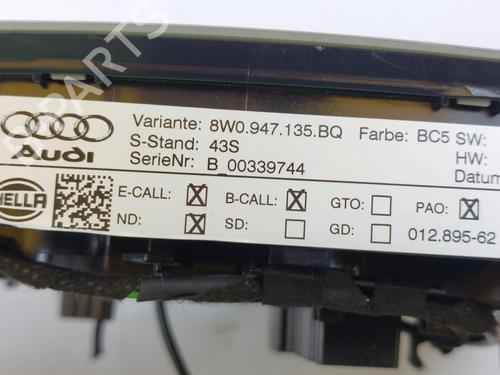 Audi
Variante: 8W0.947.135.BQ Farbe: BC5 SW:
S-Stand: 43S HW:
SerieNr: B_00339744 Datum
HELLA E-CALL: B-CALL: GTO: PAO:
ND: SD: GD: 012.895-62
B-PARTS